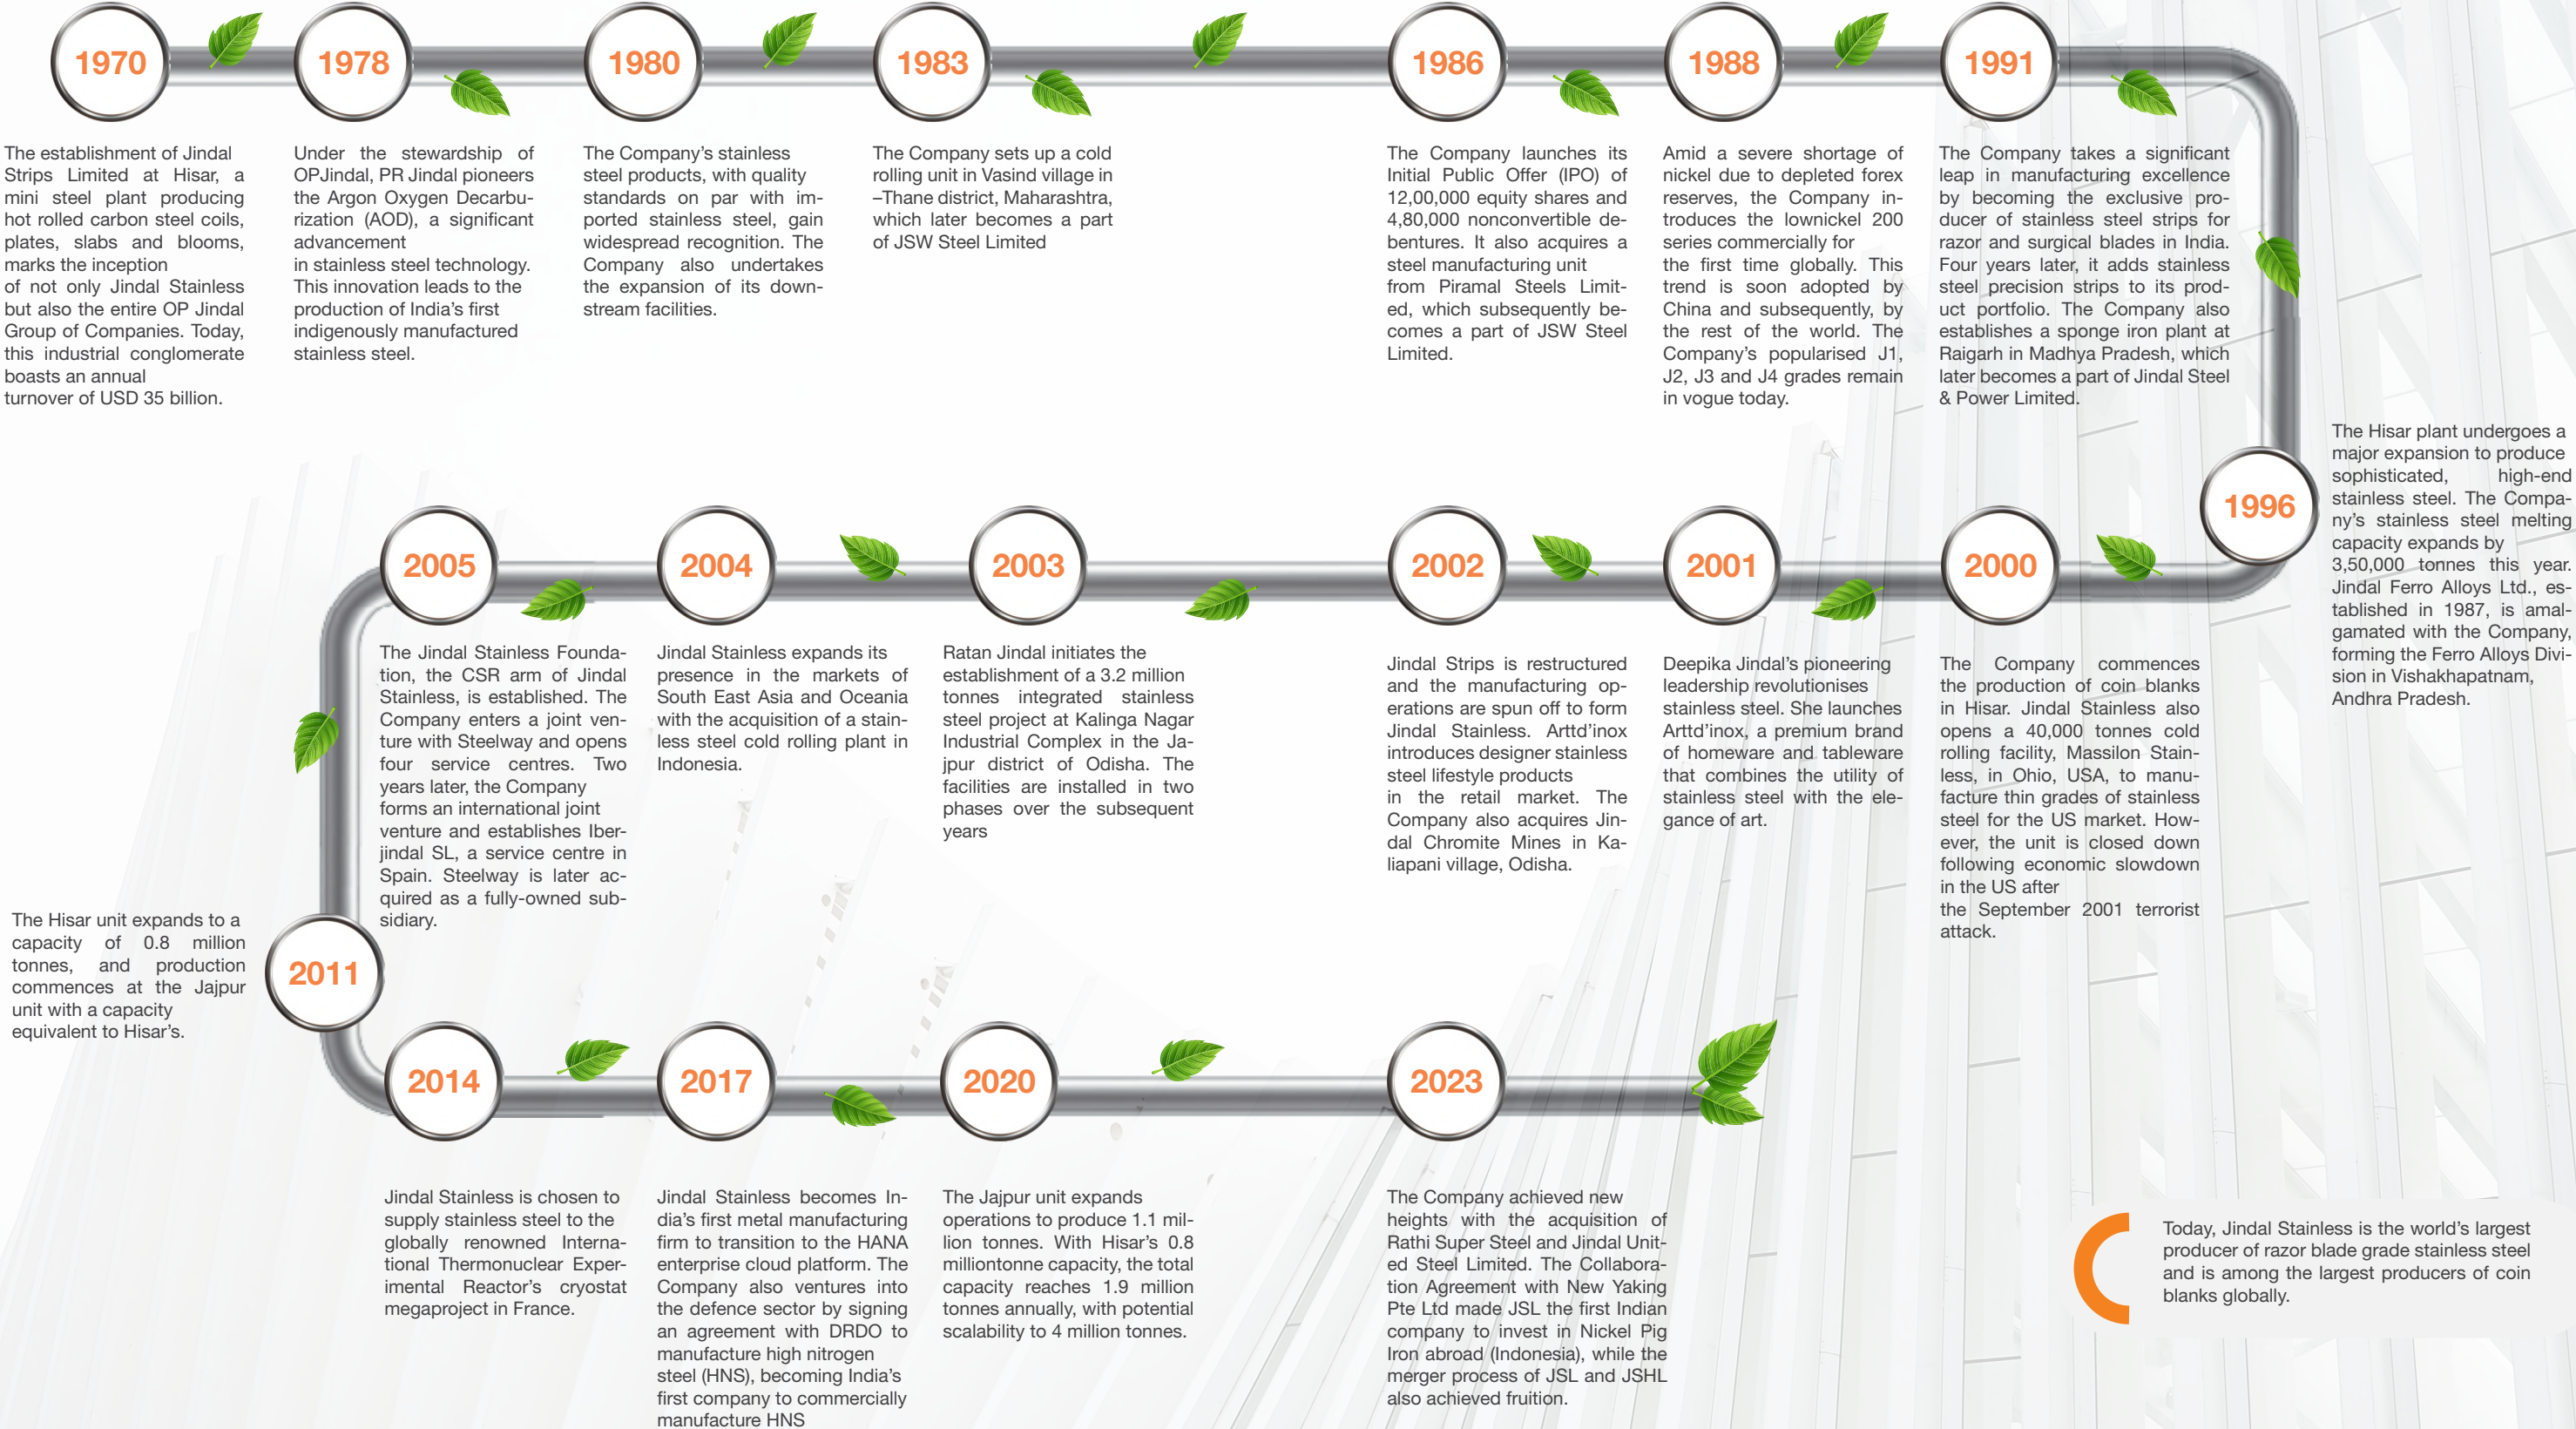 1970
The establishment of Jindal
Strips Limited at Hisar, a
mini steel plant producing
hot rolled carbon steel coils,
plates, slabs and blooms,
marks the inception
of not only Jindal Stainless
but also the entire OP Jindal
Group of Companies. Today,
this industrial conglomerate
boasts an annual
turnover of USD 35 billion.
1978
Under the stewardship of
OPJindal, PR Jindal pioneers
the Argon Oxygen Decarbu-
rization (AOD), a significant
advancement
in stainless steel technology.
This innovation leads to the
production of India’s first
indigenously manufactured
stainless steel.
1980
The Company’s stainless
steel products, with quality
standards on par with im-
ported stainless steel, gain
widespread recognition. The
Company also undertakes
the expansion of its down-
stream facilities.
1983
The Company sets up a cold
rolling unit in Vasind village in
–Thane district, Maharashtra,
which later becomes a part
of JSW Steel Limited
1986
The Company launches its
Initial Public Offer (IPO) of
12,00,000 equity shares and
4,80,000 nonconvertible de-
bentures. It also acquires a
steel manufacturing unit
from Piramal Steels Limit-
ed, which subsequently be-
comes a part of JSW Steel
Limited.
1988
Amid a severe shortage of
nickel due to depleted forex
reserves, the Company in-
troduces the lownickel 200
series commercially for
the first time globally. This
trend is soon adopted by
China and subsequently, by
the rest of the world. The
Company’s popularised J1,
J2, J3 and J4 grades remain
in vogue today.
1991
The Company takes a significant
leap in manufacturing excellence
by becoming the exclusive pro-
ducer of stainless steel strips for
razor and surgical blades in India.
Four years later, it adds stainless
steel precision strips to its prod-
uct portfolio. The Company also
establishes a sponge iron plant at
Raigarh in Madhya Pradesh, which
later becomes a part of Jindal Steel
& Power Limited.
1996
The Hisar plant undergoes a
major expansion to produce
sophisticated, high-end
stainless steel. The Compa-
ny’s stainless steel melting
capacity expands by
3,50,000 tonnes this year.
Jindal Ferro Alloys Ltd., es-
tablished in 1987, is amal-
gamated with the Company,
forming the Ferro Alloys Divi-
sion in Vishakhapatnam,
Andhra Pradesh.
2000
The Company commences
the production of coin blanks
in Hisar. Jindal Stainless also
opens a 40,000 tonnes cold
rolling facility, Massilon Stain-
less, in Ohio, USA, to manu-
facture thin grades of stainless
steel for the US market. How-
ever, the unit is closed down
following economic slowdown
in the US after
the September 2001 terrorist
attack.
2001
Deepika Jindal’s pioneering
leadership revolutionises
stainless steel. She launches
Arttd’inox, a premium brand
of homeware and tableware
that combines the utility of
stainless steel with the ele-
gance of art.
2002
Jindal Strips is restructured
and the manufacturing op-
erations are spun off to form
Jindal Stainless. Arttd’inox
introduces designer stainless
steel lifestyle products
in the retail market. The
Company also acquires Jin-
dal Chromite Mines in Ka-
liapani village, Odisha.
2003
Ratan Jindal initiates the
establishment of a 3.2 million
tonnes integrated stainless
steel project at Kalinga Nagar
Industrial Complex in the Ja-
jpur district of Odisha. The
facilities are installed in two
phases over the subsequent
years
2004
Jindal Stainless expands its
presence in the markets of
South East Asia and Oceania
with the acquisition of a stain-
less steel cold rolling plant in
Indonesia.
2005
The Jindal Stainless Founda-
tion, the CSR arm of Jindal
Stainless, is established. The
Company enters a joint ven-
ture with Steelway and opens
four service centres. Two
years later, the Company
forms an international joint
venture and establishes Iber-
jindal SL, a service centre in
Spain. Steelway is later ac-
quired as a fully-owned sub-
sidiary.
2011
The Hisar unit expands to a
capacity of 0.8 million
tonnes, and production
commences at the Jajpur
unit with a capacity
equivalent to Hisar’s.
2014
Jindal Stainless is chosen to
supply stainless steel to the
globally renowned Interna-
tional Thermonuclear Exper-
imental Reactor’s cryostat
megaproject in France.
2017
Jindal Stainless becomes In-
dia’s first metal manufacturing
firm to transition to the HANA
enterprise cloud platform. The
Company also ventures into
the defence sector by signing
an agreement with DRDO to
manufacture high nitrogen
steel (HNS), becoming India’s
first company to commercially
manufacture HNS
2020
The Jajpur unit expands
operations to produce 1.1 mil-
lion tonnes. With Hisar’s 0.8
milliontonne capacity, the total
capacity reaches 1.9 million
tonnes annually, with potential
scalability to 4 million tonnes.
2023
The Company achieved new
heights with the acquisition of
Rathi Super Steel and Jindal Unit-
ed Steel Limited. The Collabora-
tion Agreement with New Yaking
Pte Ltd made JSL the first Indian
company to invest in Nickel Pig
Iron abroad (Indonesia), while the
merger process of JSL and JSHL
also achieved fruition.
Today, Jindal Stainless is the world’s largest
producer of razor blade grade stainless steel
and is among the largest producers of coin
blanks globally.